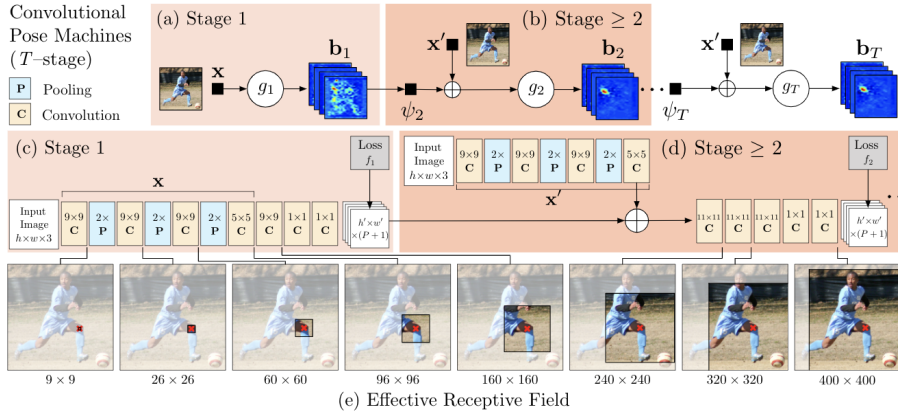 Convolutional
Pose Machines
(T–stage)
P Pooling
C Convolution
(a) Stage 1
x
g1
b1
(b) Stage ≥ 2
x′
ψ2
g2
b2
x′
ψT
gT
bT
(c) Stage 1
x
Input
Image
h×w×3
9×9
C
2×
P
9×9
C
2×
P
9×9
C
2×
P
5×5
C
9×9
C
1×1
C
1×1
C
Loss
f1
h′×w′
×(P + 1)
(d) Stage ≥ 2
Input
Image
h×w×3
9×9
C
2×
P
9×9
C
2×
P
9×9
C
2×
P
5×5
C
x′
11×11
C
11×11
C
11×11
C
1×1
C
1×1
C
Loss
f2
h′×w′
×(P + 1)
9 × 9
26 × 26
60 × 60
96 × 96
160 × 160
240 × 240
320 × 320
400 × 400
(e) Effective Receptive Field